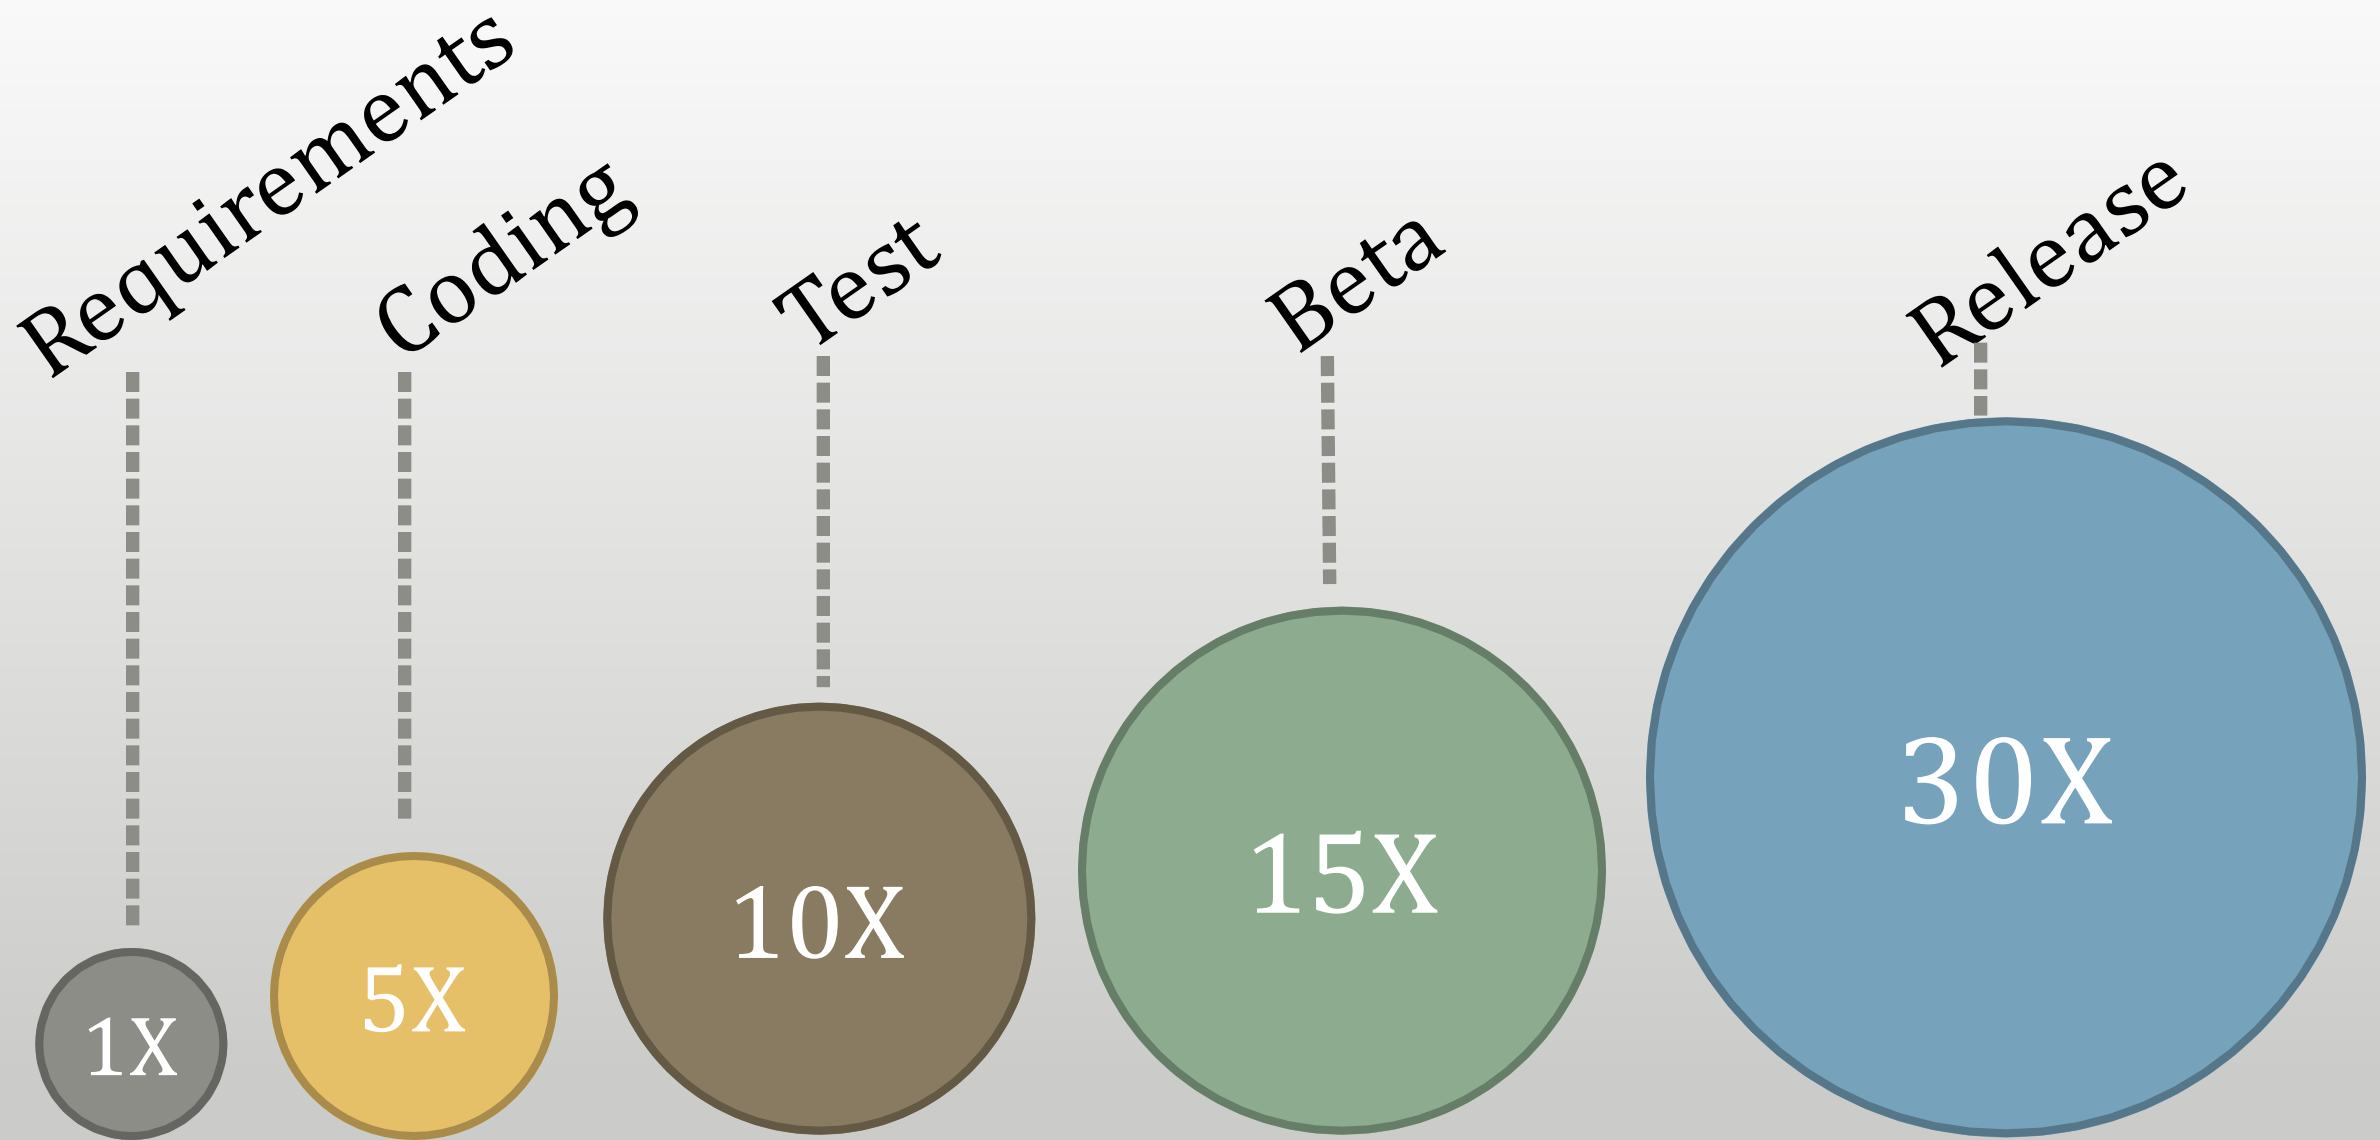 Requirements
Coding
Test
Beta
Release
1X
5X
10X
15X
30X